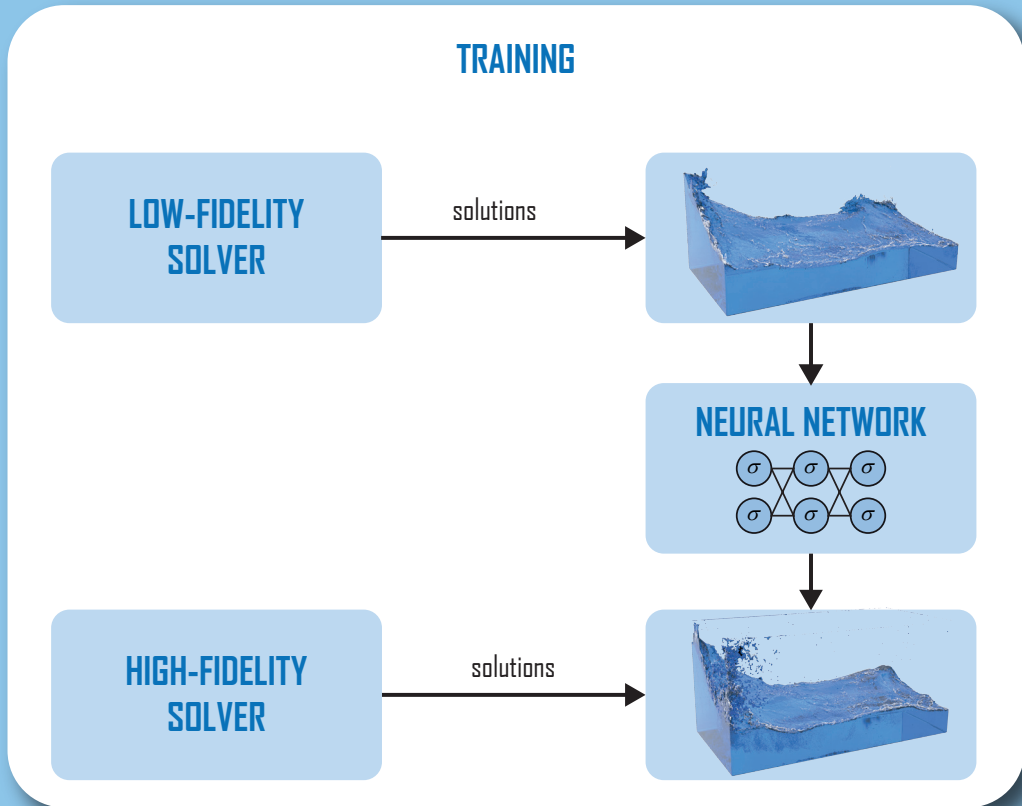 TRAINING
LOW-FIDELITY
SOLVER
solutions
NEURAL NETWORK
σ σ σ
σ σ σ
HIGH-FIDELITY
SOLVER
solutions